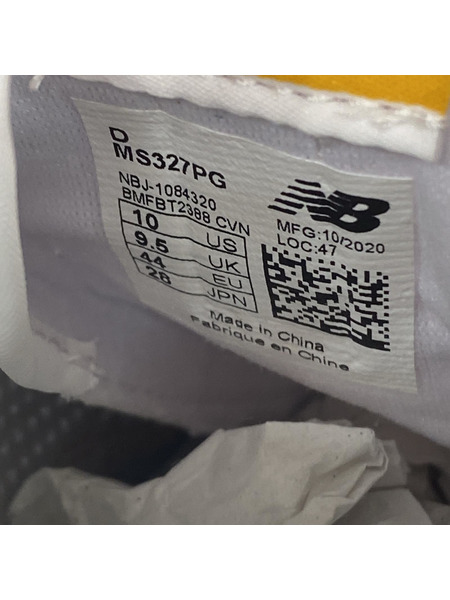 D
MS327PG
NBJ-1084320
BMFBT2388 CVN
10 US
9.5 UK
44 EU
28 JPN
NB
MFG:10/2020
LOC:47
Made in China
Fabrique en Chine